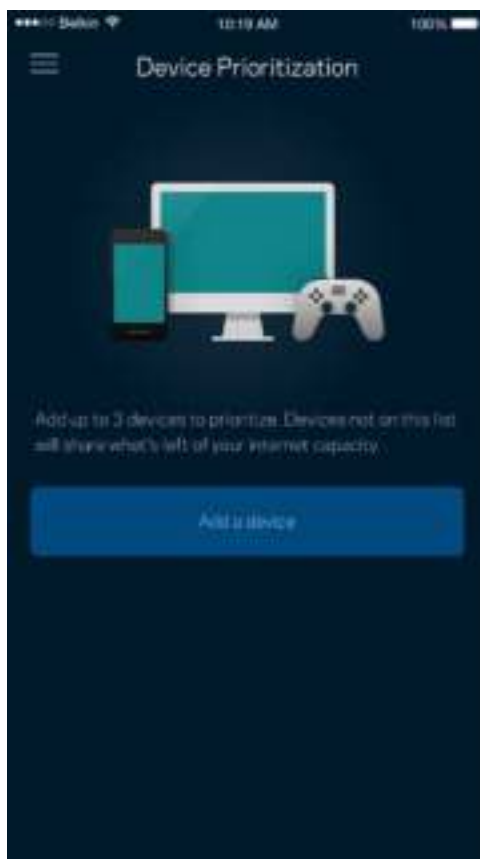 Belkin 10:19 AM 100%
Device Prioritization
Add up to 3 devices to prioritize. Devices not on this list
will share what's left of your internet capacity.
Add a device